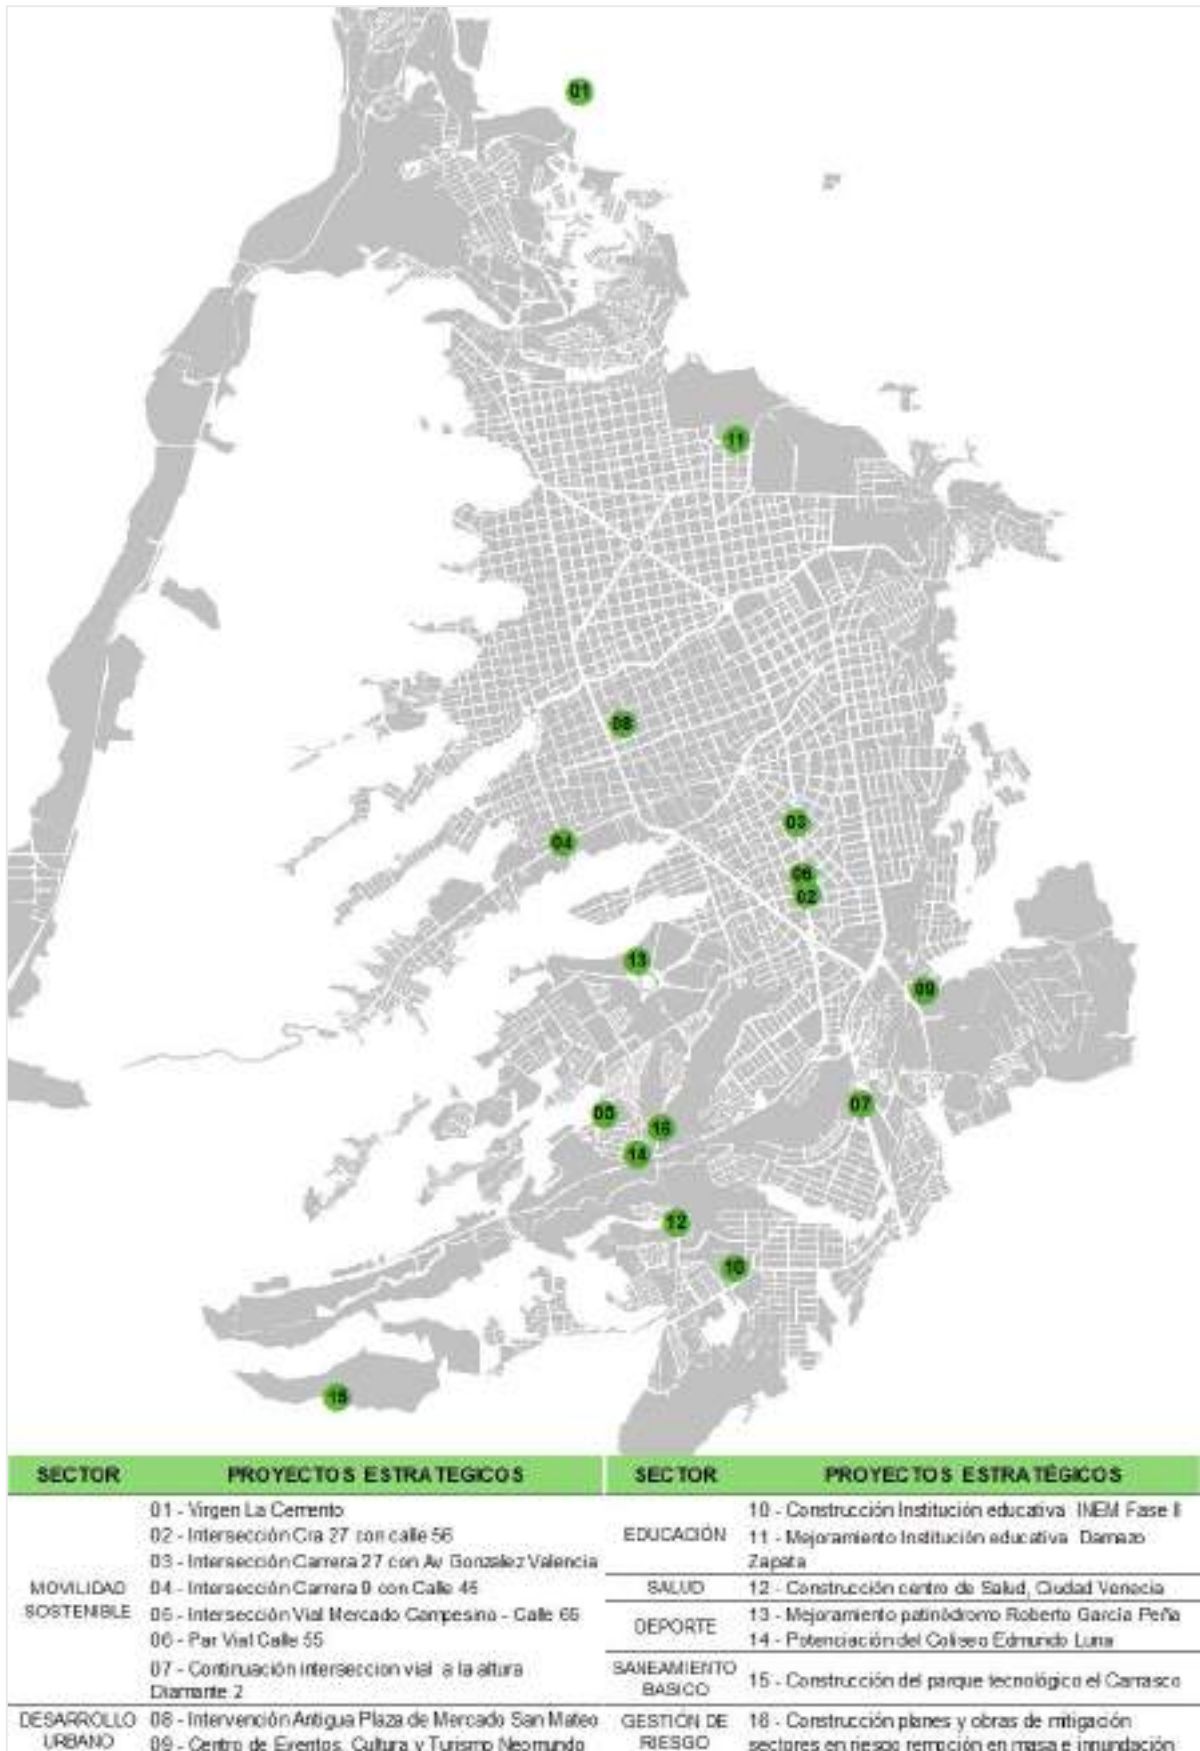 01
11
08
03
04
06
02
13
09
07
05
16
14
12
10
15
SECTOR PROYECTOS ESTRATEGICOS
MOVILIDAD SOSTENIBLE
01 - Virgen La Cemento
02 - Intersección Cra 27 con calle 56
03 - Intersección Carrera 27 con Av Gonzalez Valencia
04 - Intersección Carrera 9 con Calle 45
05 - Intersección Vial Mercado Campesino - Calle 65
06 - Par Vial Calle 55
07 - Continuación interseccion vial a la altura
Diamante 2
DESARROLLO
URBANO
08 - Intervención Antigua Plaza de Mercado San Mateo
09 - Centro de Eventos, Cultura y Turismo Neomundo
SECTOR PROYECTOS ESTRATÉGICOS
EDUCACIÓN
10 - Construcción Institución educativa INEM Fase II
11 - Mejoramiento Institución educativa Damazo
Zapata
SALUD
12 - Construcción centro de Salud, Ciudad Venecia
DEPORTE
13 - Mejoramiento patinódromo Roberto García Peña
14 - Potenciación del Coliseo Edmundo Luna
SANEAMIENTO
BASICO
15 - Construcción del parque tecnológico el Carrasco
GESTIÓN DE
RIESGO
16 - Construcción planes y obras de mitigación
sectores en riesgo remoción en masa e innundación